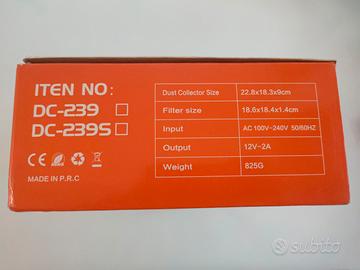 ITEN NO:
DC-239
DC-239S
CE
MADE IN P.R.C
Dust Collector Size 22.8x18.3x9cm
Filter size 18.6x18.4x1.4cm
Input AC 100V-240V 50/60HZ
Output 12V-2A
Weight 825G
subito